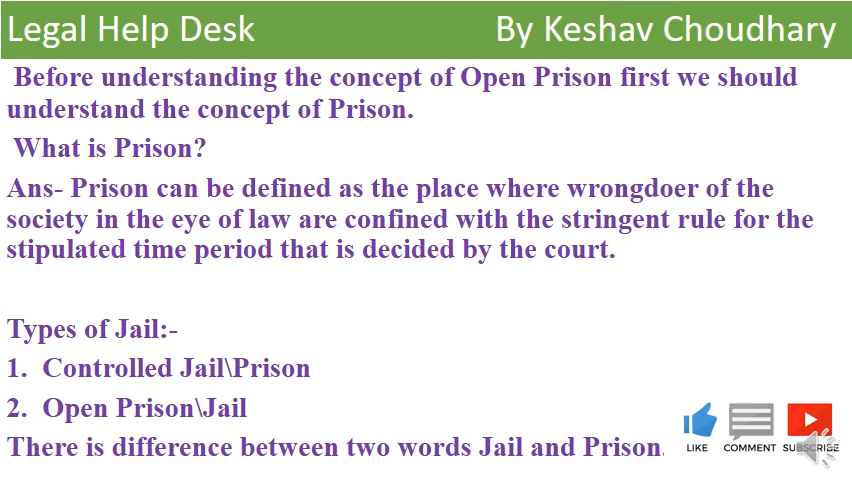 Legal Help Desk By Keshav Choudhary
Before understanding the concept of Open Prison first we should
understand the concept of Prison.
What is Prison?
Ans- Prison can be defined as the place where wrongdoer of the
society in the eye of law are confined with the stringent rule for the
stipulated time period that is decided by the court.
Types of Jail:-
1. Controlled Jail\Prison
2. Open Prison\Jail
There is difference between two words Jail and Prison.
LIKE COMMENT SUBSCRIBE